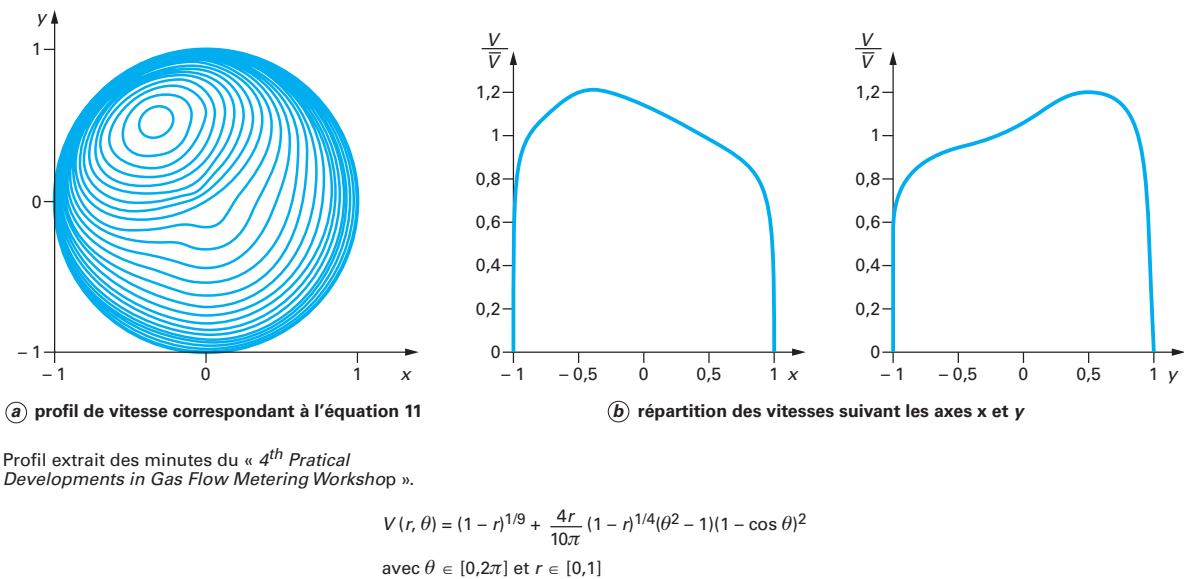 y
1
0
– 1
– 1
0
1
x
ⓐ profil de vitesse correspondant à l'équation 11
V
V̅
1,2
1
0,8
0,6
0,4
0,2
0
– 1
– 0,5
0
0,5
1
x
V
V̅
1,2
1
0,8
0,6
0,4
0,2
0
– 1
– 0,5
0
0,5
1
y
ⓑ répartition des vitesses suivant les axes x et y
Profil extrait des minutes du « 4th Pratical
Developments in Gas Flow Metering Workshop ».
V (r, θ) = (1 – r)^1/9 + 4r/10π (1 – r)^1/4(θ² – 1)(1 – cos θ)²
avec θ ∈ [0,2π] et r ∈ [0,1]